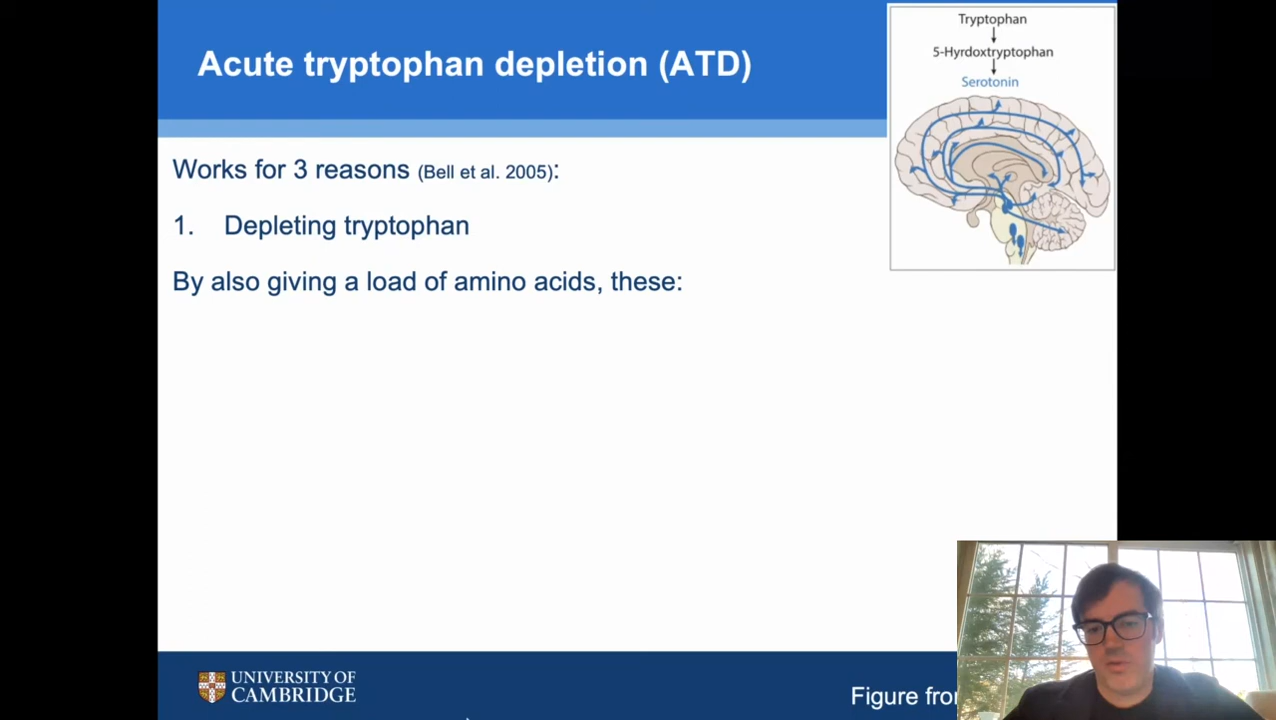 Acute tryptophan depletion (ATD)
Tryptophan
5-Hyrdoxtryptophan
Serotonin
Works for 3 reasons (Bell et al. 2005):
1. Depleting tryptophan
By also giving a load of amino acids, these:
UNIVERSITY OF
CAMBRIDGE
Figure